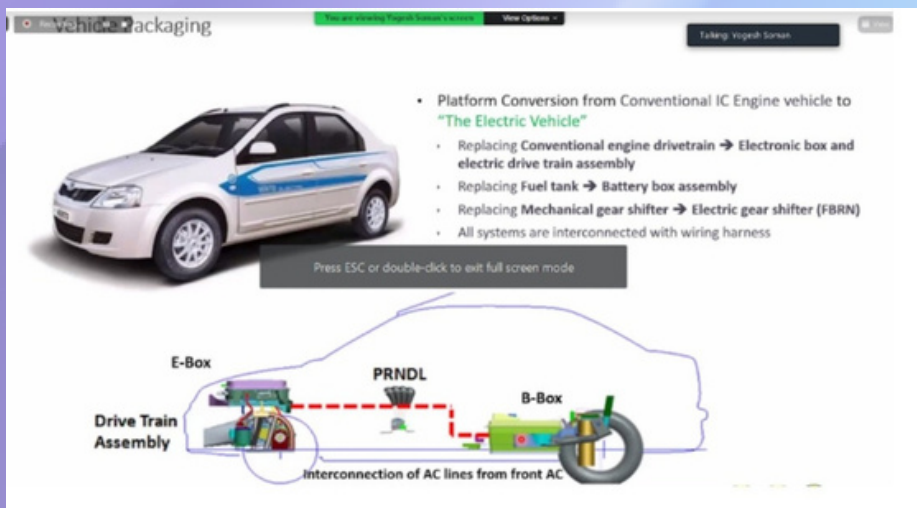 Vehicle Packaging
You are viewing Yogesh Soman's screen
View Options
Talking: Yogesh Soman
View
• Platform Conversion from Conventional IC Engine vehicle to
"The Electric Vehicle"
Replacing Conventional engine drivetrain ➔ Electronic box and
electric drive train assembly
Replacing Fuel tank ➔ Battery box assembly
Replacing Mechanical gear shifter ➔ Electric gear shifter (FBRN)
All systems are interconnected with wiring harness
Press ESC or double-click to exit full screen mode
E-Box
PRNDL
B-Box
Drive Train
Assembly
Interconnection of AC lines from front AC